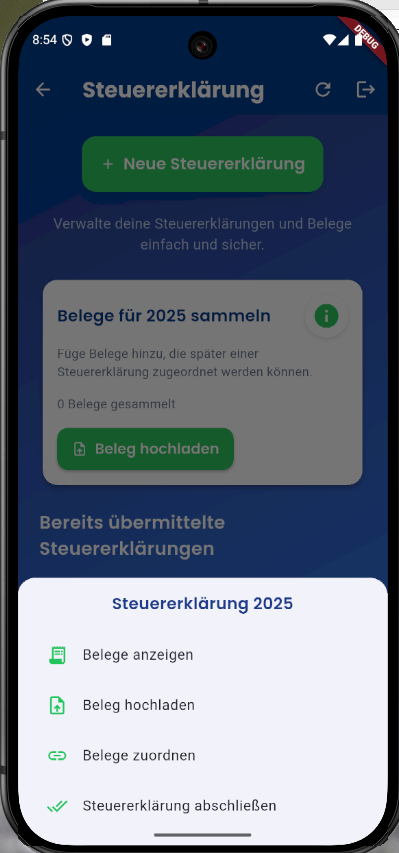 8:54
DEBUG
Steuererklärung
+ Neue Steuererklärung
Verwalte deine Steuererklärungen und Belege
einfach und sicher.
Belege für 2025 sammeln
Füge Belege hinzu, die später einer
Steuererklärung zugeordnet werden können.
0 Belege gesammelt
Beleg hochladen
Bereits übermittelte
Steuererklärungen
Steuererklärung 2025
Belege anzeigen
Beleg hochladen
Belege zuordnen
Steuererklärung abschließen